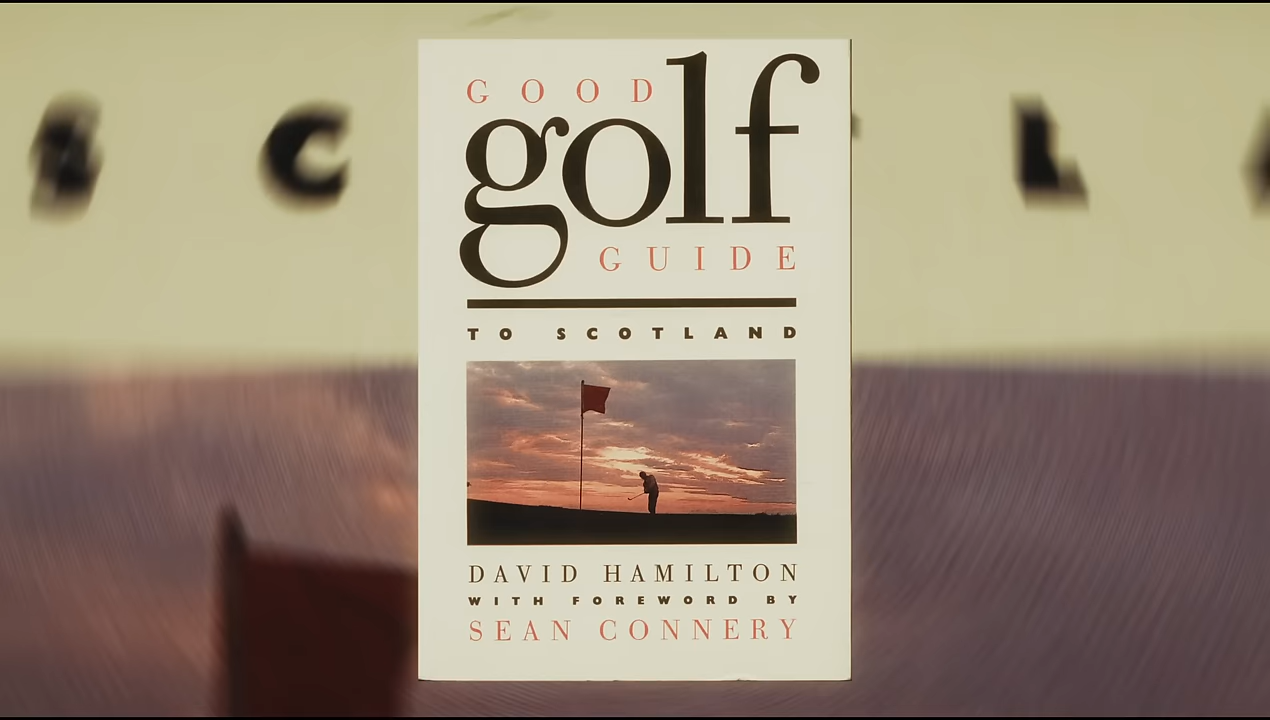 GOOD
golf
GUIDE
TO SCOTLAND
DAVID HAMILTON
WITH FOREWORD BY
SEAN CONNERY